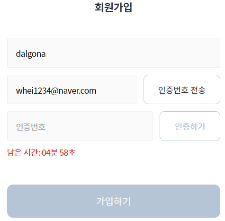 회원가입
dalgona
whei1234@naver.com 인증번호 전송
인증번호 인증하기
남은 시간: 04분 58초
가입하기